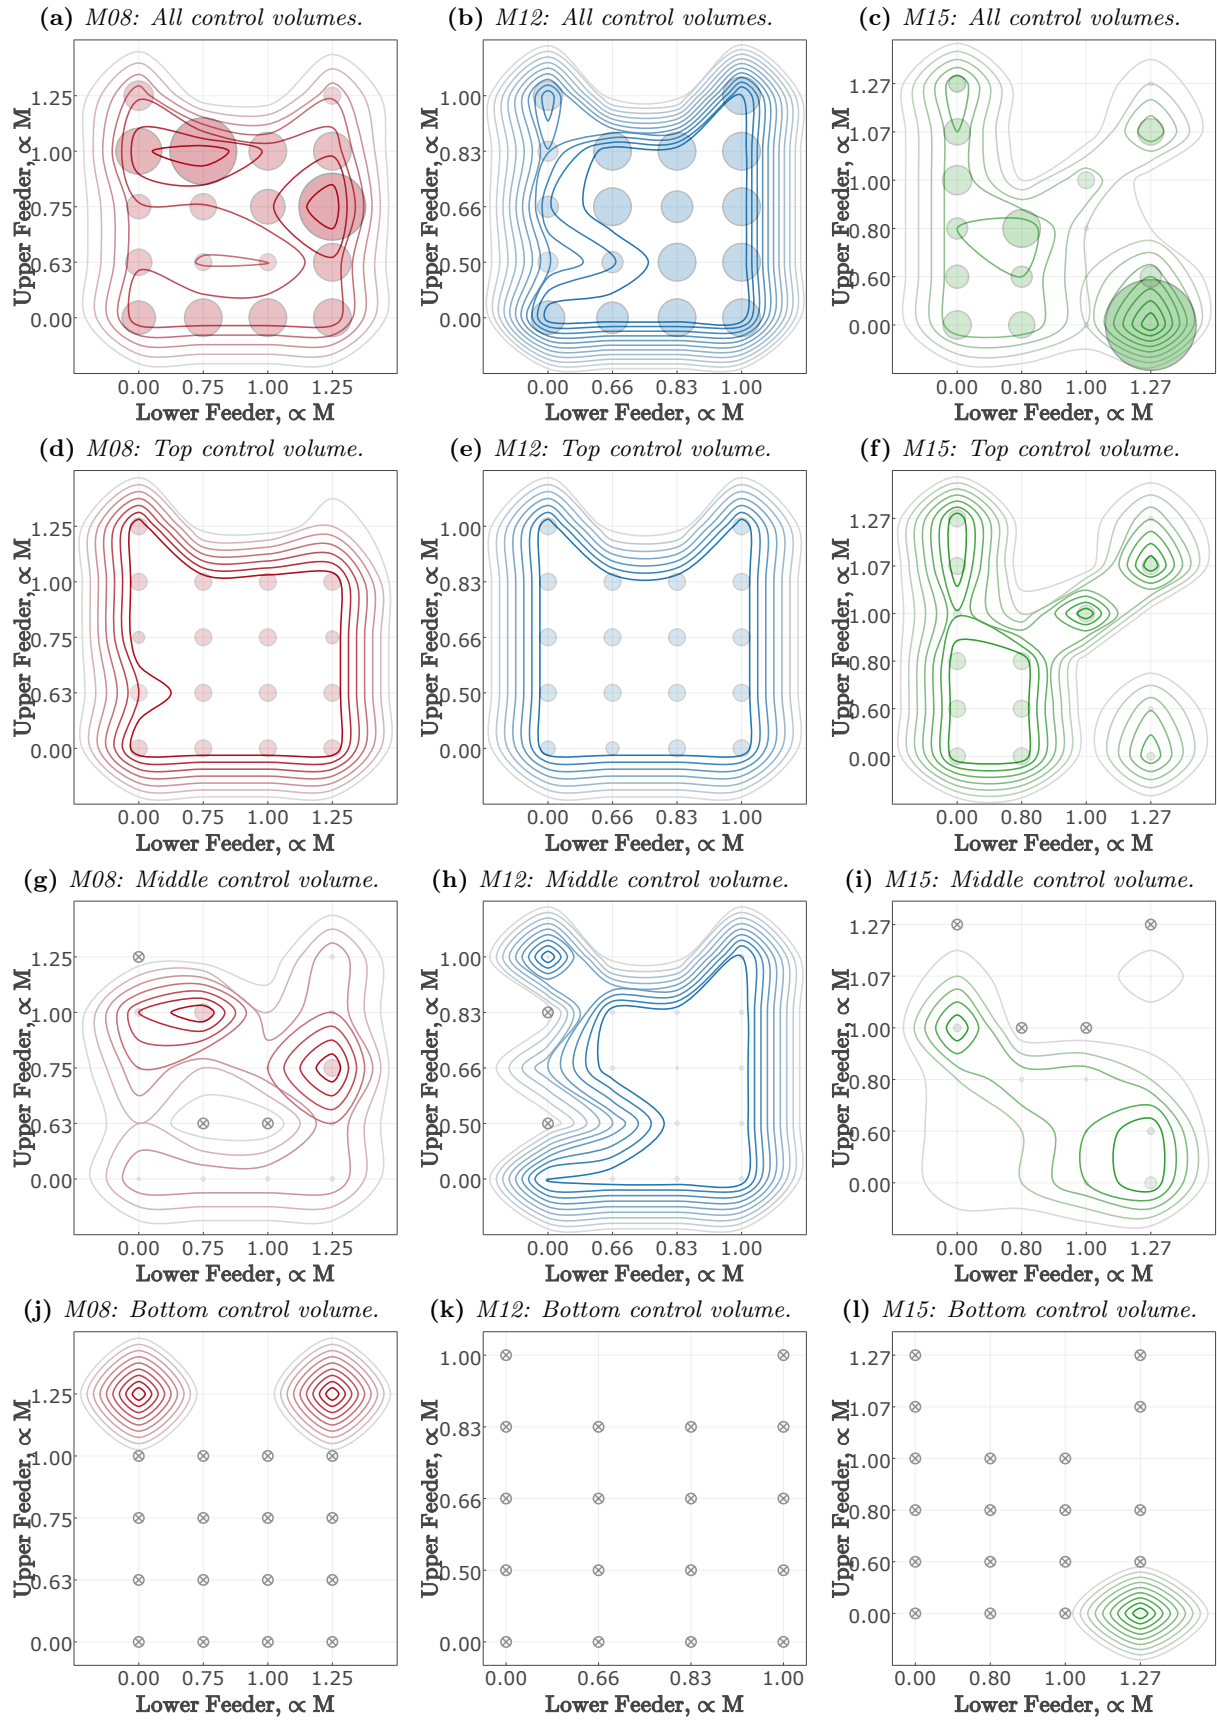 (a) M08: All control volumes.
Upper Feeder, ∝ M
1.25
1.00
0.75
0.63
0.00
0.00 0.75 1.00 1.25
Lower Feeder, ∝ M
(b) M12: All control volumes.
Upper Feeder, ∝ M
1.00
0.83
0.66
0.50
0.00
0.00 0.66 0.83 1.00
Lower Feeder, ∝ M
(c) M15: All control volumes.
Upper Feeder, ∝ M
1.27
1.07
1.00
0.80
0.60
0.00
0.00 0.80 1.00 1.27
Lower Feeder, ∝ M
(d) M08: Top control volume.
Upper Feeder, ∝ M
1.25
1.00
0.75
0.63
0.00
0.00 0.75 1.00 1.25
Lower Feeder, ∝ M
(e) M12: Top control volume.
Upper Feeder, ∝ M
1.00
0.83
0.66
0.50
0.00
0.00 0.66 0.83 1.00
Lower Feeder, ∝ M
(f) M15: Top control volume.
Upper Feeder, ∝ M
1.27
1.07
1.00
0.80
0.60
0.00
0.00 0.80 1.00 1.27
Lower Feeder, ∝ M
(g) M08: Middle control volume.
Upper Feeder, ∝ M
1.25
1.00
0.75
0.63
0.00
0.00 0.75 1.00 1.25
Lower Feeder, ∝ M
(h) M12: Middle control volume.
Upper Feeder, ∝ M
1.00
0.83
0.66
0.50
0.00
0.00 0.66 0.83 1.00
Lower Feeder, ∝ M
(i) M15: Middle control volume.
Upper Feeder, ∝ M
1.27
1.07
1.00
0.80
0.60
0.00
0.00 0.80 1.00 1.27
Lower Feeder, ∝ M
(j) M08: Bottom control volume.
Upper Feeder, ∝ M
1.25
1.00
0.75
0.63
0.00
0.00 0.75 1.00 1.25
Lower Feeder, ∝ M
(k) M12: Bottom control volume.
Upper Feeder, ∝ M
1.00
0.83
0.66
0.50
0.00
0.00 0.66 0.83 1.00
Lower Feeder, ∝ M
(l) M15: Bottom control volume.
Upper Feeder, ∝ M
1.27
1.07
1.00
0.80
0.60
0.00
0.00 0.80 1.00 1.27
Lower Feeder, ∝ M